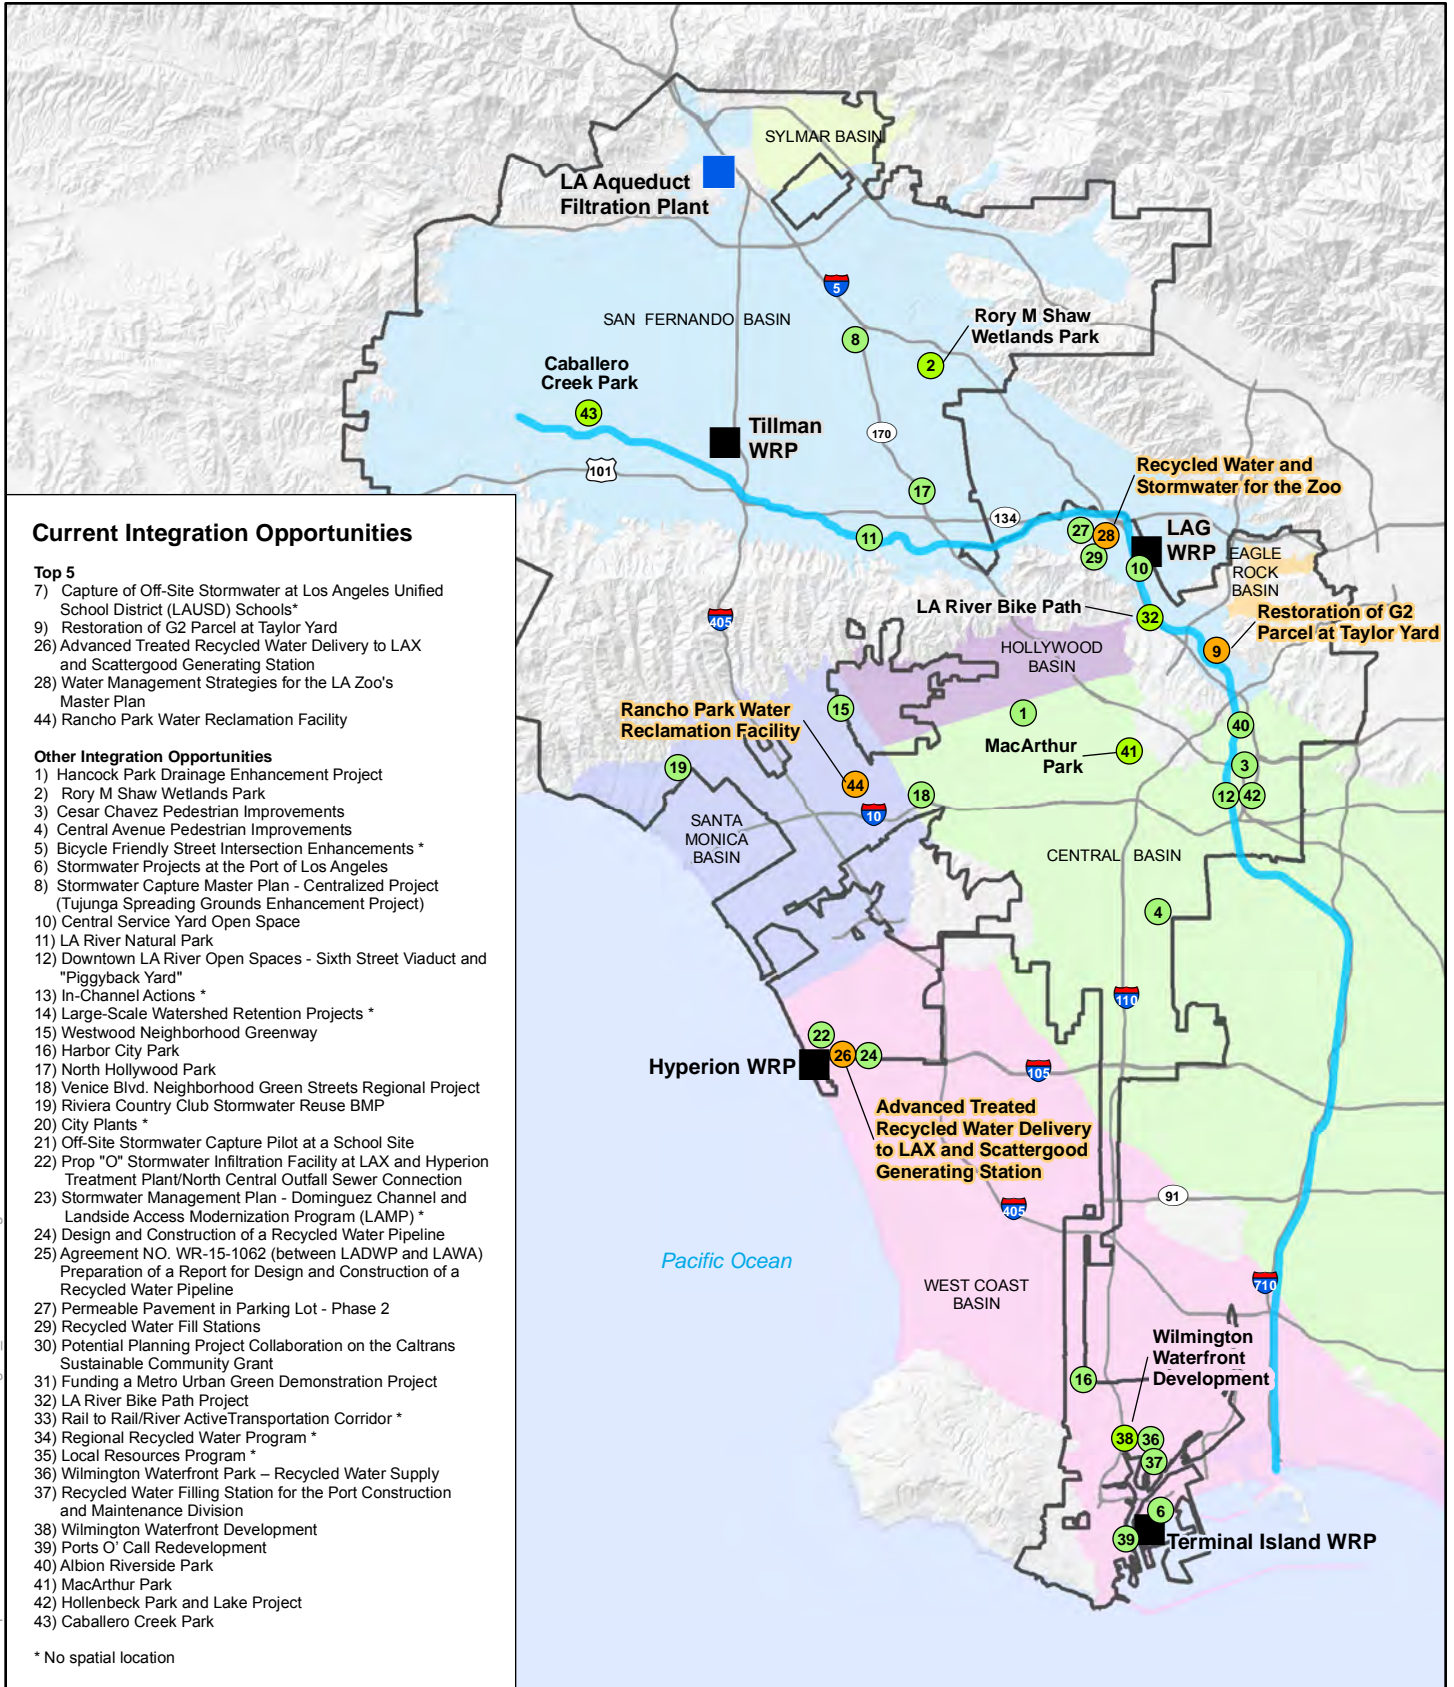 SYLMAR BASIN
LA Aqueduct
Filtration Plant
5
SAN FERNANDO BASIN
8
Rory M Shaw
Wetlands Park
2
Caballero
Creek Park
43
Tillman
WRP
170
101
17
Recycled Water and
Stormwater for the Zoo
134
11
27
28
29
LAG
WRP
10
EAGLE
ROCK
BASIN
LA River Bike Path
32
405
Restoration of G2
Parcel at Taylor Yard
9
HOLLYWOOD
BASIN
Rancho Park Water
Reclamation Facility
15
1
40
MacArthur
Park
41
19
44
18
3
12
42
10
SANTA
MONICA
BASIN
CENTRAL BASIN
4
110
22
26
24
Hyperion WRP
105
Advanced Treated
Recycled Water Delivery
to LAX and Scattergood
Generating Station
91
405
Pacific Ocean
WEST COAST
BASIN
710
Wilmington
Waterfront
Development
16
38
36
37
6
39
Terminal Island WRP
Current Integration Opportunities
Top 5
7) Capture of Off-Site Stormwater at Los Angeles Unified
School District (LAUSD) Schools*
9) Restoration of G2 Parcel at Taylor Yard
26) Advanced Treated Recycled Water Delivery to LAX
and Scattergood Generating Station
28) Water Management Strategies for the LA Zoo's
Master Plan
44) Rancho Park Water Reclamation Facility
Other Integration Opportunities
1) Hancock Park Drainage Enhancement Project
2) Rory M Shaw Wetlands Park
3) Cesar Chavez Pedestrian Improvements
4) Central Avenue Pedestrian Improvements
5) Bicycle Friendly Street Intersection Enhancements *
6) Stormwater Projects at the Port of Los Angeles
8) Stormwater Capture Master Plan - Centralized Project
(Tujunga Spreading Grounds Enhancement Project)
10) Central Service Yard Open Space
11) LA River Natural Park
12) Downtown LA River Open Spaces - Sixth Street Viaduct and
"Piggyback Yard"
13) In-Channel Actions *
14) Large-Scale Watershed Retention Projects *
15) Westwood Neighborhood Greenway
16) Harbor City Park
17) North Hollywood Park
18) Venice Blvd. Neighborhood Green Streets Regional Project
19) Riviera Country Club Stormwater Reuse BMP
20) City Plants *
21) Off-Site Stormwater Capture Pilot at a School Site
22) Prop "O" Stormwater Infiltration Facility at LAX and Hyperion
Treatment Plant/North Central Outfall Sewer Connection
23) Stormwater Management Plan - Dominguez Channel and
Landside Access Modernization Program (LAMP) *
24) Design and Construction of a Recycled Water Pipeline
25) Agreement NO. WR-15-1062 (between LADWP and LAWA)
Preparation of a Report for Design and Construction of a
Recycled Water Pipeline
27) Permeable Pavement in Parking Lot - Phase 2
29) Recycled Water Fill Stations
30) Potential Planning Project Collaboration on the Caltrans
Sustainable Community Grant
31) Funding a Metro Urban Green Demonstration Project
32) LA River Bike Path Project
33) Rail to Rail/River ActiveTransportation Corridor *
34) Regional Recycled Water Program *
35) Local Resources Program *
36) Wilmington Waterfront Park – Recycled Water Supply
37) Recycled Water Filling Station for the Port Construction
and Maintenance Division
38) Wilmington Waterfront Development
39) Ports O' Call Redevelopment
40) Albion Riverside Park
41) MacArthur Park
42) Hollenbeck Park and Lake Project
43) Caballero Creek Park
* No spatial location